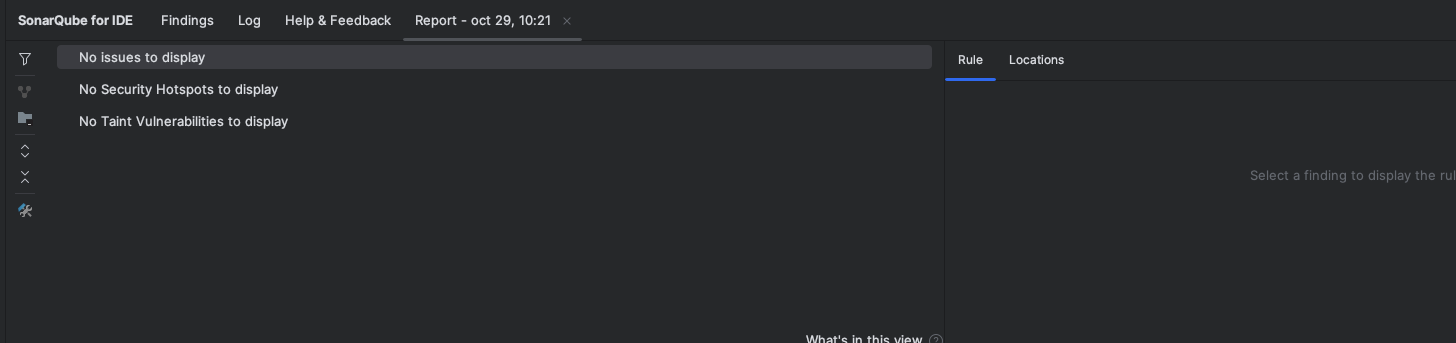 SonarQube for IDE Findings Log Help & Feedback Report - oct 29, 10:21
No issues to display
No Security Hotspots to display
No Taint Vulnerabilities to display
Rule Locations
Select a finding to display the rul
What's in this view ?